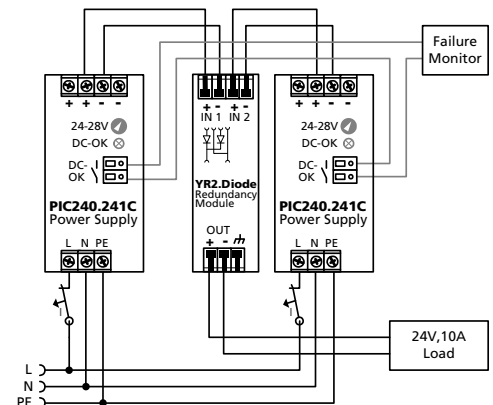 Failure
Monitor
+ + - -
24-28V
DC-OK
DC-
OK
PIC240.241C
Power Supply
L N PE
I
+ - + -
IN 1 IN 2
YR2.Diode
Redundancy
Module
OUT
+ -
+ + - -
24-28V
DC-OK
DC-
OK
PIC240.241C
Power Supply
L N PE
I
24V,10A
Load
L
N
PE